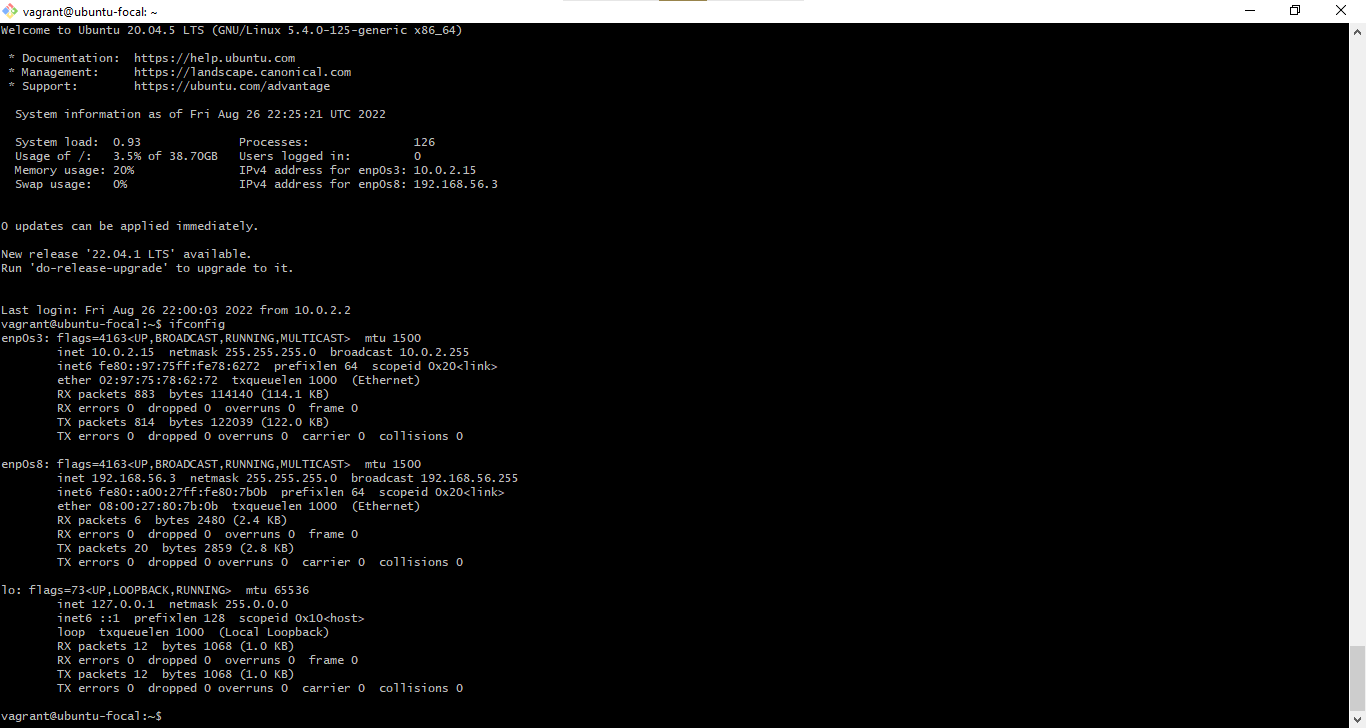 vagrant@ubuntu-focal: ~
Welcome to Ubuntu 20.04.5 LTS (GNU/Linux 5.4.0-125-generic x86_64)
* Documentation:  https://help.ubuntu.com
* Management:     https://landscape.canonical.com
* Support:        https://ubuntu.com/advantage
System information as of Fri Aug 26 22:25:21 UTC 2022
System load:  0.93                Processes:               126
Usage of /:   3.5% of 38.70GB   Users logged in:         0
Memory usage: 20%               IPv4 address for enp0s3: 10.0.2.15
Swap usage:   0%                IPv4 address for enp0s8: 192.168.56.3
0 updates can be applied immediately.
New release '22.04.1 LTS' available.
Run 'do-release-upgrade' to upgrade to it.
Last login: Fri Aug 26 22:00:03 2022 from 10.0.2.2
vagrant@ubuntu-focal:~$ ifconfig
enp0s3: flags=4163<UP,BROADCAST,RUNNING,MULTICAST>  mtu 1500
inet 10.0.2.15  netmask 255.255.255.0  broadcast 10.0.2.255
inet6 fe80::97:75ff:fe78:6272  prefixlen 64  scopeid 0x20<link>
ether 02:97:75:78:62:72  txqueuelen 1000  (Ethernet)
RX packets 883  bytes 114140 (114.1 KB)
RX errors 0  dropped 0  overruns 0  frame 0
TX packets 814  bytes 122039 (122.0 KB)
TX errors 0  dropped 0 overruns 0  carrier 0  collisions 0
enp0s8: flags=4163<UP,BROADCAST,RUNNING,MULTICAST>  mtu 1500
inet 192.168.56.3  netmask 255.255.255.0  broadcast 192.168.56.255
inet6 fe80::a00:27ff:fe80:7b0b  prefixlen 64  scopeid 0x20<link>
ether 08:00:27:80:7b:0b  txqueuelen 1000  (Ethernet)
RX packets 6  bytes 2480 (2.4 KB)
RX errors 0  dropped 0  overruns 0  frame 0
TX packets 20  bytes 2859 (2.8 KB)
TX errors 0  dropped 0 overruns 0  carrier 0  collisions 0
lo: flags=73<UP,LOOPBACK,RUNNING>  mtu 65536
inet 127.0.0.1  netmask 255.0.0.0
inet6 ::1  prefixlen 128  scopeid 0x10<host>
loop  txqueuelen 1000  (Local Loopback)
RX packets 12  bytes 1068 (1.0 KB)
RX errors 0  dropped 0  overruns 0  frame 0
TX packets 12  bytes 1068 (1.0 KB)
TX errors 0  dropped 0 overruns 0  carrier 0  collisions 0
vagrant@ubuntu-focal:~$